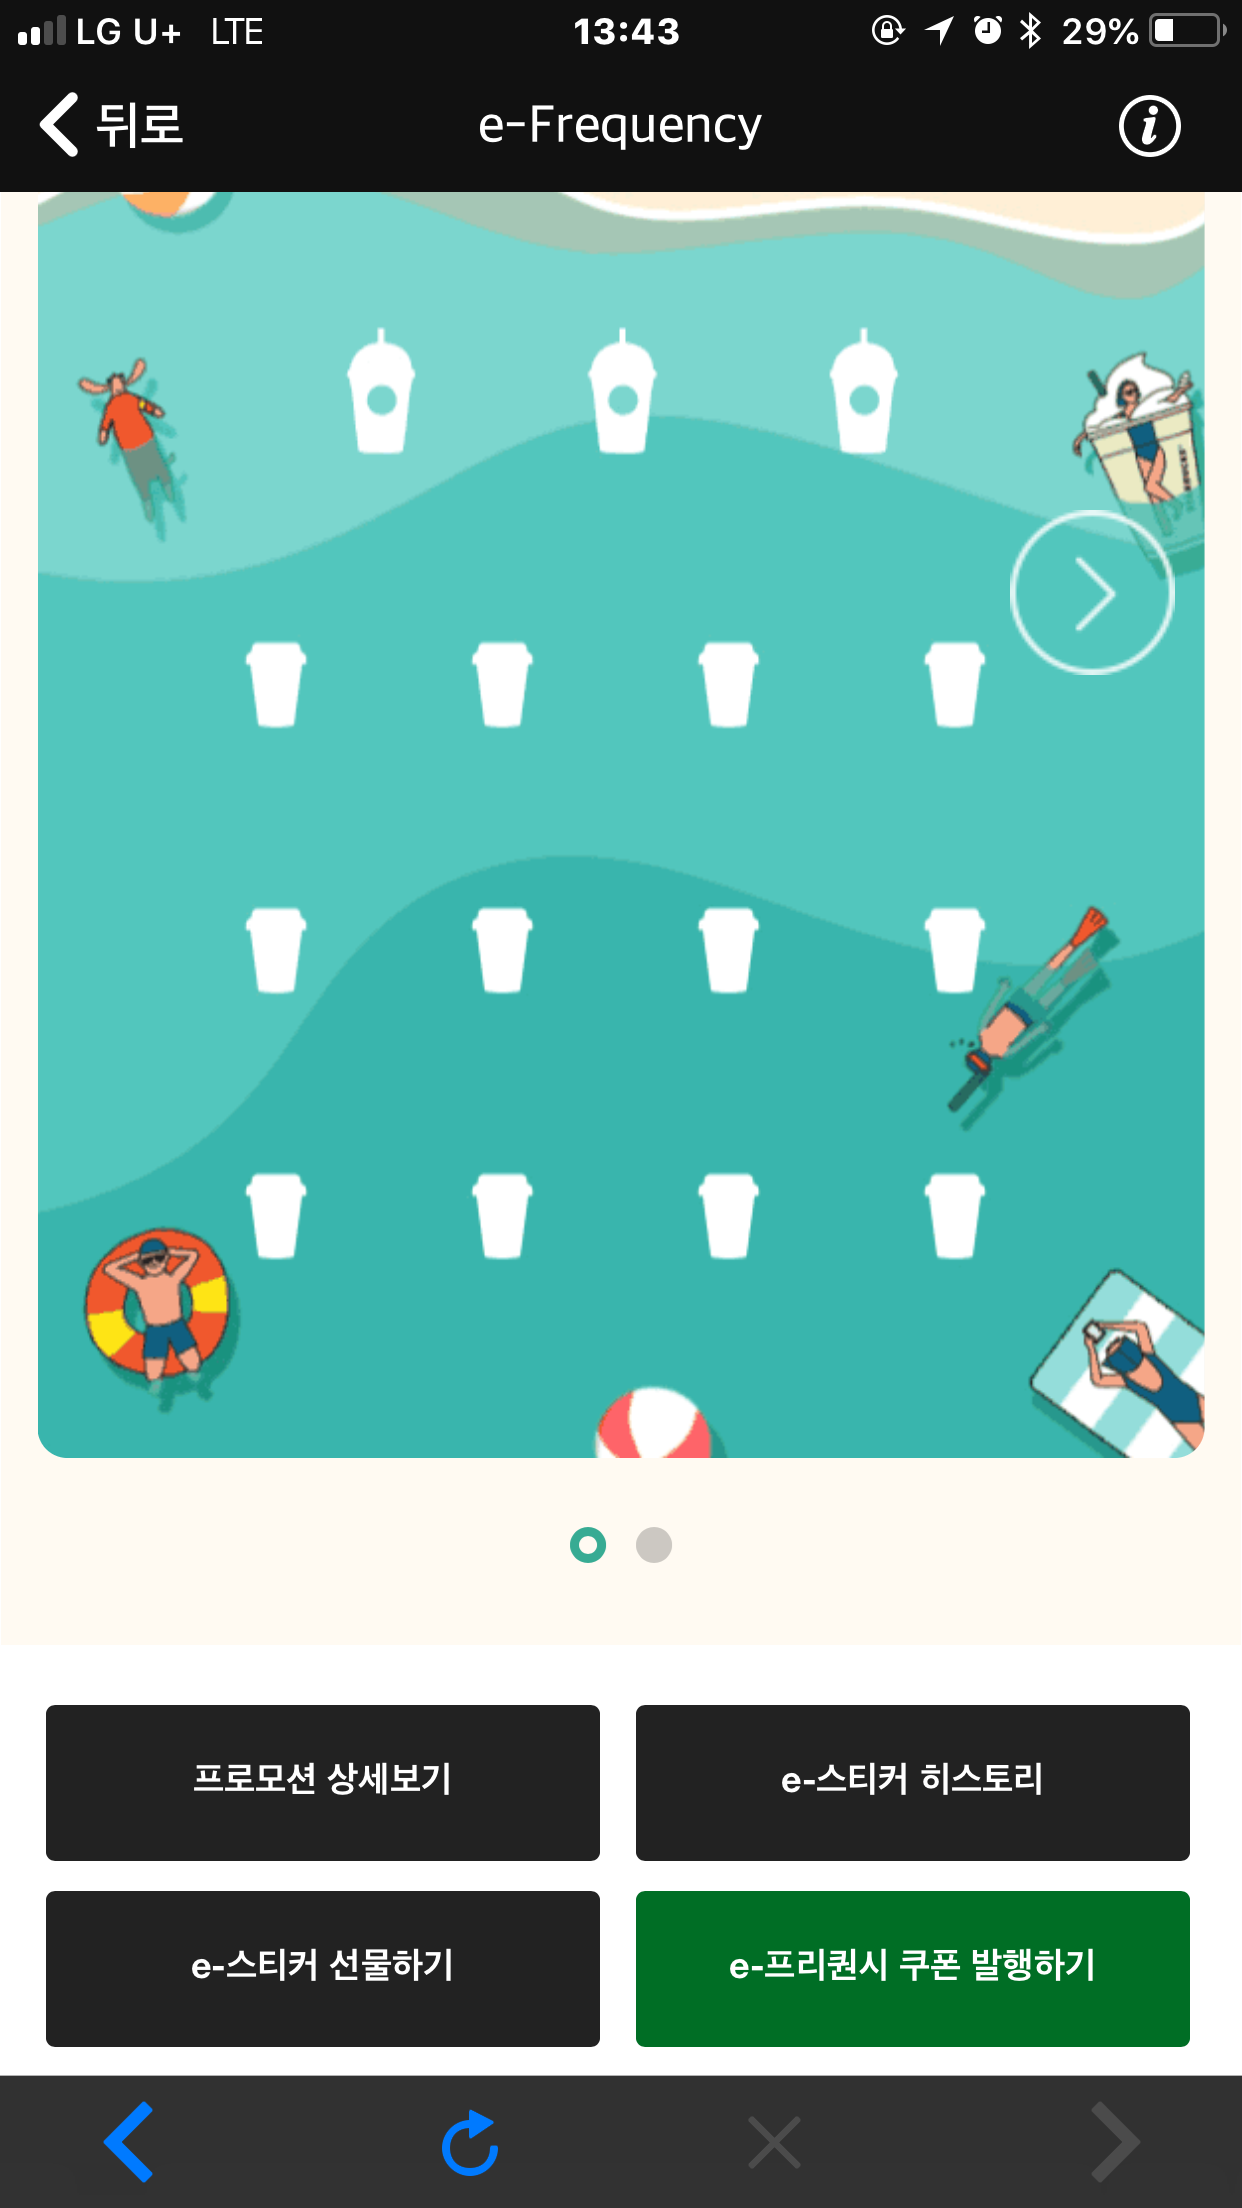 LG U+ LTE 13:43 29%
뒤로 e-Frequency
프로모션 상세보기
e-스티커 히스토리
e-스티커 선물하기
e-프리퀀시 쿠폰 발행하기